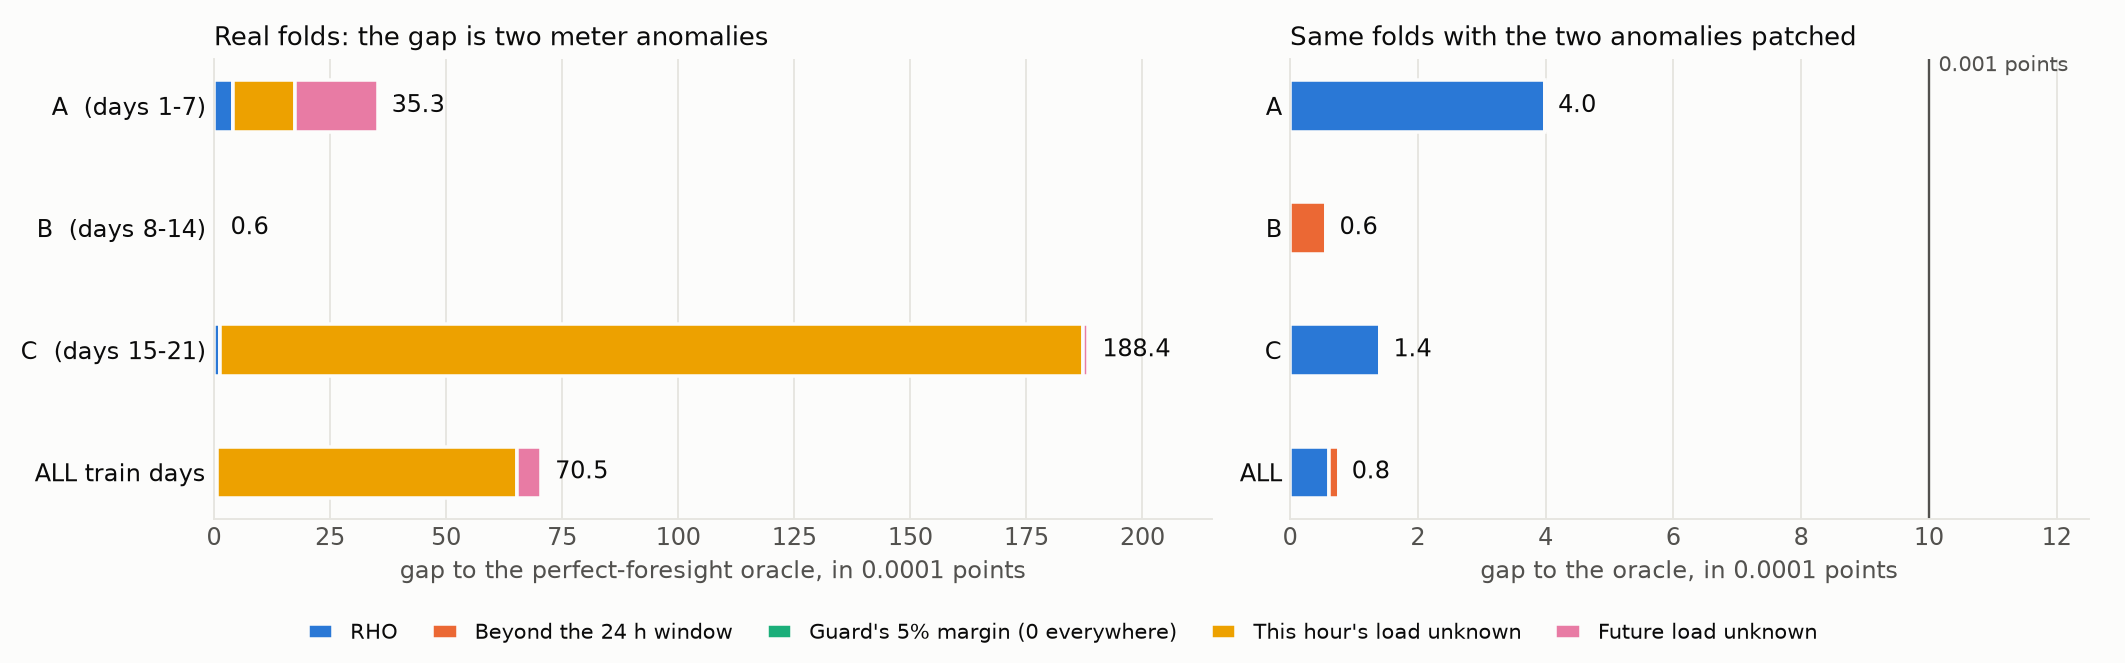 Real folds: the gap is two meter anomalies
A (days 1-7)
35.3
B (days 8-14)
0.6
C (days 15-21)
188.4
ALL train days
70.5
0 25 50 75 100 125 150 175 200
gap to the perfect-foresight oracle, in 0.0001 points
Same folds with the two anomalies patched
0.001 points
A
4.0
B
0.6
C
1.4
ALL
0.8
0 2 4 6 8 10 12
gap to the oracle, in 0.0001 points
RHO Beyond the 24 h window Guard's 5% margin (0 everywhere) This hour's load unknown Future load unknown